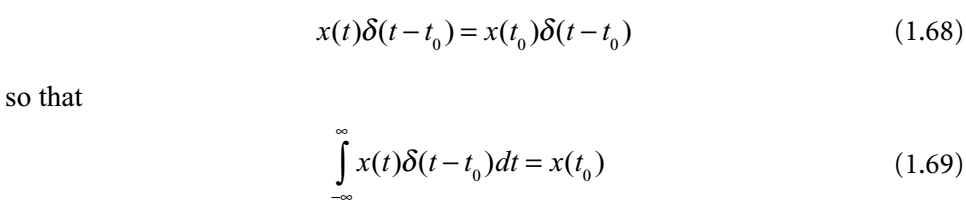 x(t)δ(t−t₀) = x(t₀)δ(t−t₀) (1.68)
so that
∫_{−∞}^{∞} x(t)δ(t−t₀)dt = x(t₀) (1.69)